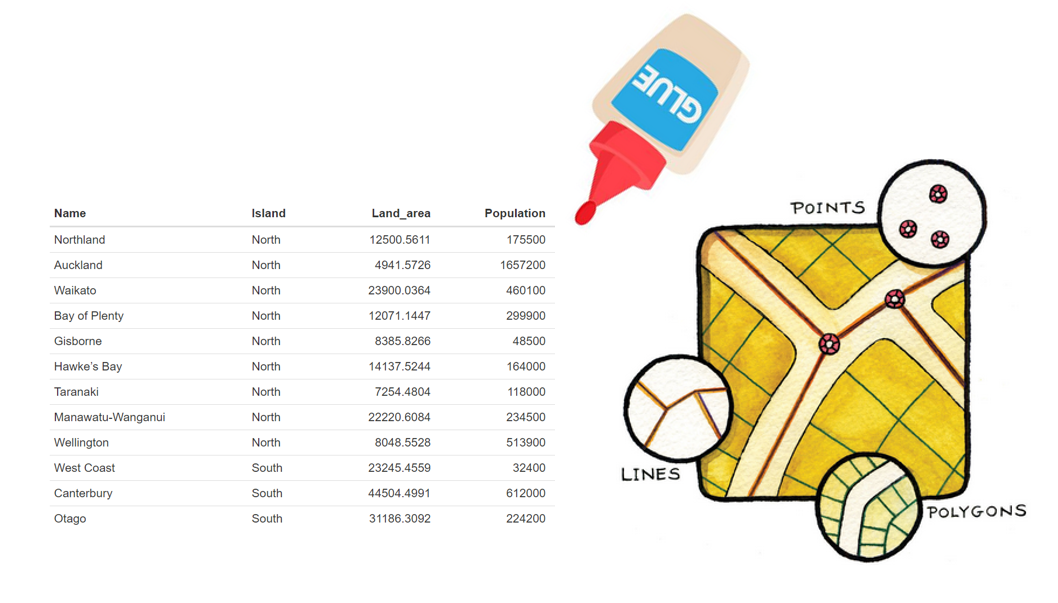 GLUE
Name Island Land_area Population
Northland North 12500.5611 175500
Auckland North 4941.5726 1657200
Waikato North 23900.0364 460100
Bay of Plenty North 12071.1447 299900
Gisborne North 8385.8266 48500
Hawke's Bay North 14137.5244 164000
Taranaki North 7254.4804 118000
Manawatu-Wanganui North 22220.6084 234500
Wellington North 8048.5528 513900
West Coast South 23245.4559 32400
Canterbury South 44504.4991 612000
Otago South 31186.3092 224200
POINTS
LINES
POLYGONS